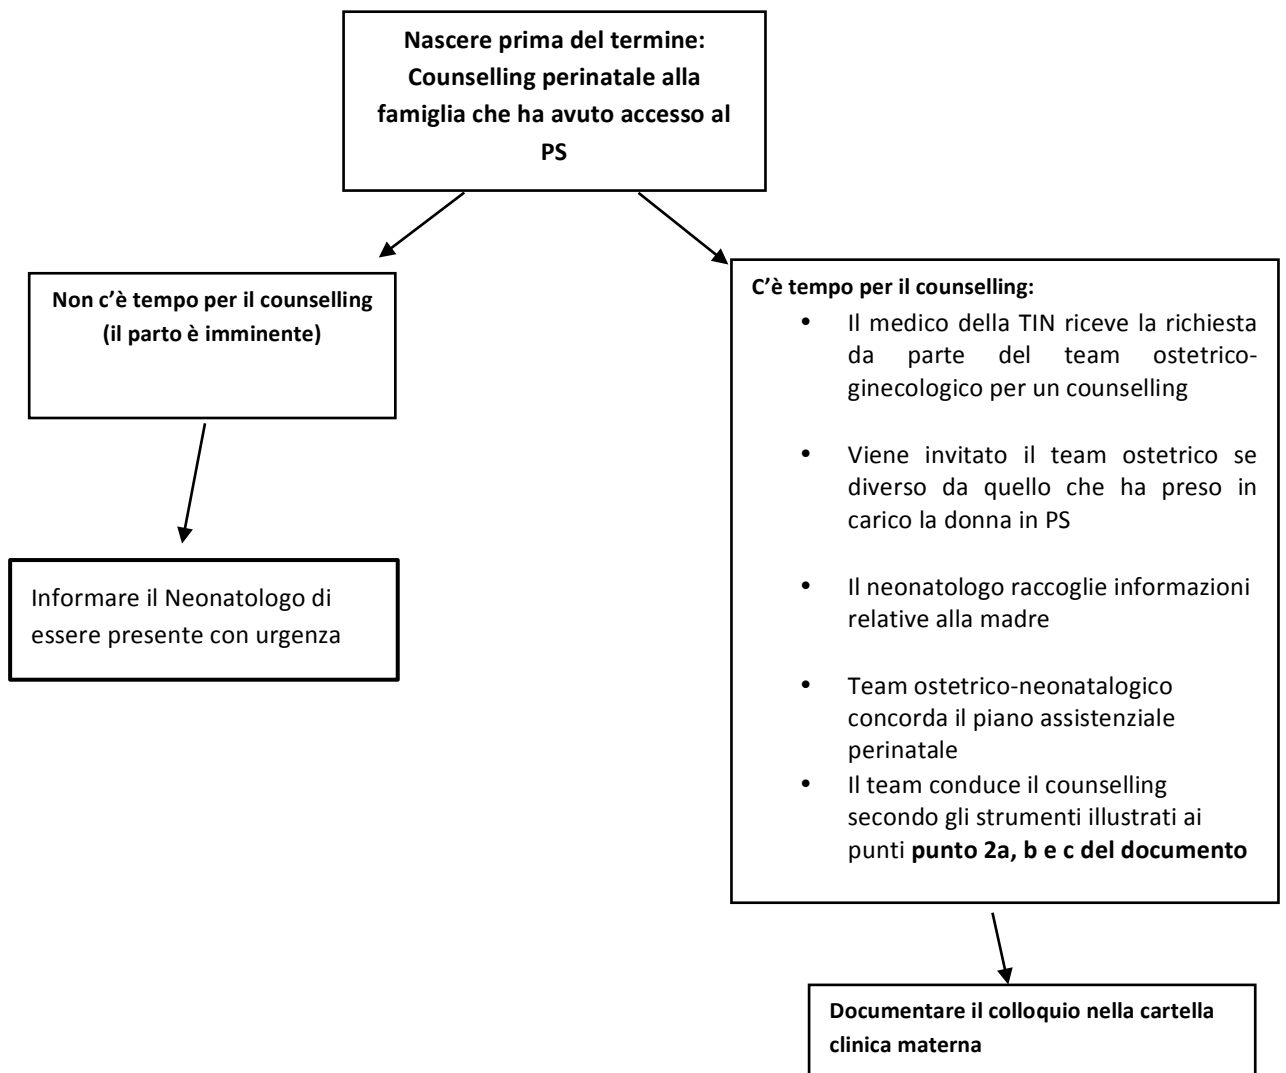 Nascere prima del termine:
Counselling perinatale alla
famiglia che ha avuto accesso al
PS
Non c’è tempo per il counselling
(il parto è imminente)
Informare il Neonatologo di
essere presente con urgenza
C’è tempo per il counselling:
• Il medico della TIN riceve la richiesta
da parte del team ostetrico-
ginecologico per un counselling
• Viene invitato il team ostetrico se
diverso da quello che ha preso in
carico la donna in PS
• Il neonatologo raccoglie informazioni
relative alla madre
• Team ostetrico-neonatalogico
concorda il piano assistenziale
perinatale
• Il team conduce il counselling
secondo gli strumenti illustrati ai
punti punto 2a, b e c del documento
Documentare il colloquio nella cartella
clinica materna